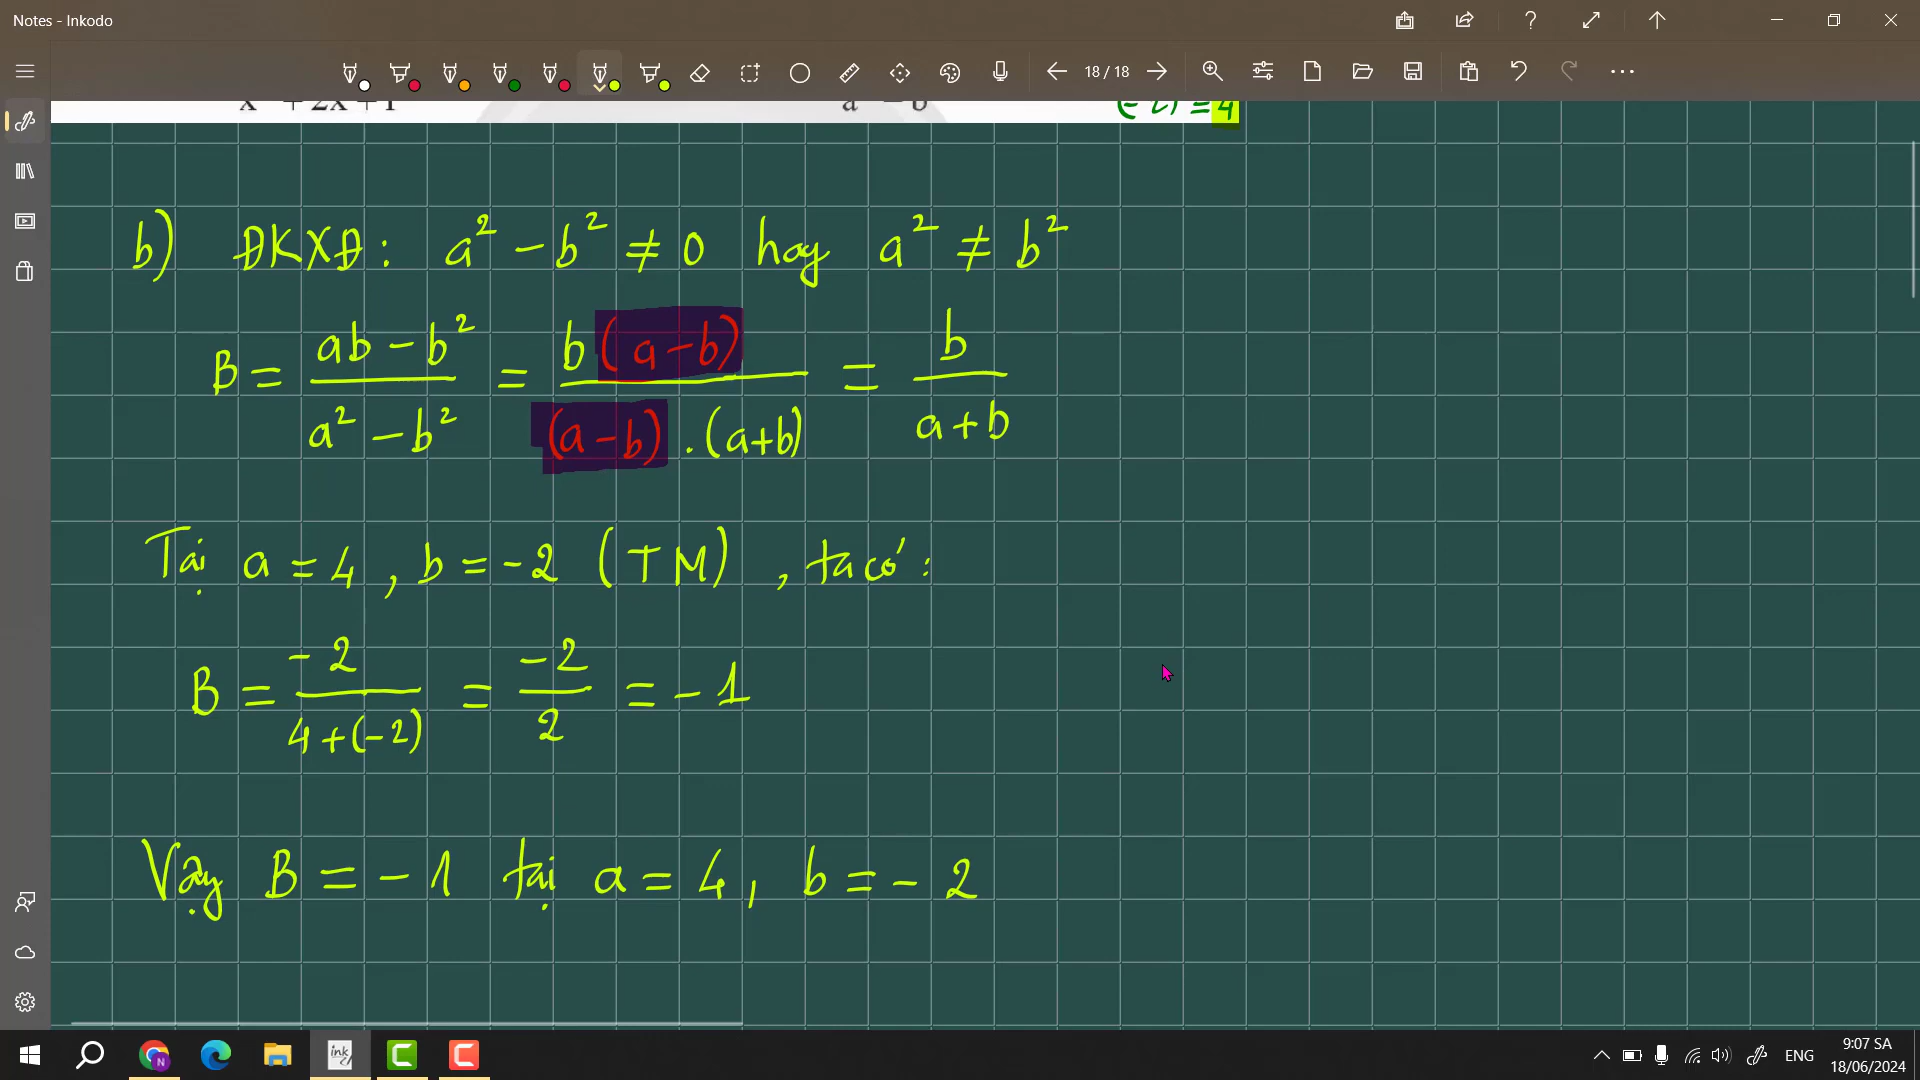 Notes - Inkodo
18 / 18
b) ĐKXĐ: a² - b² ≠ 0 hay a² ≠ b²
B = (ab - b²)/(a² - b²) = b(a-b)/((a-b).(a+b)) = b/(a+b)
Tại a = 4, b = -2 (TM), ta có:
B = -2/(4+(-2)) = -2/2 = -1
Vậy B = -1 tại a = 4, b = -2
ink
ENG
9:07 SA
18/06/2024